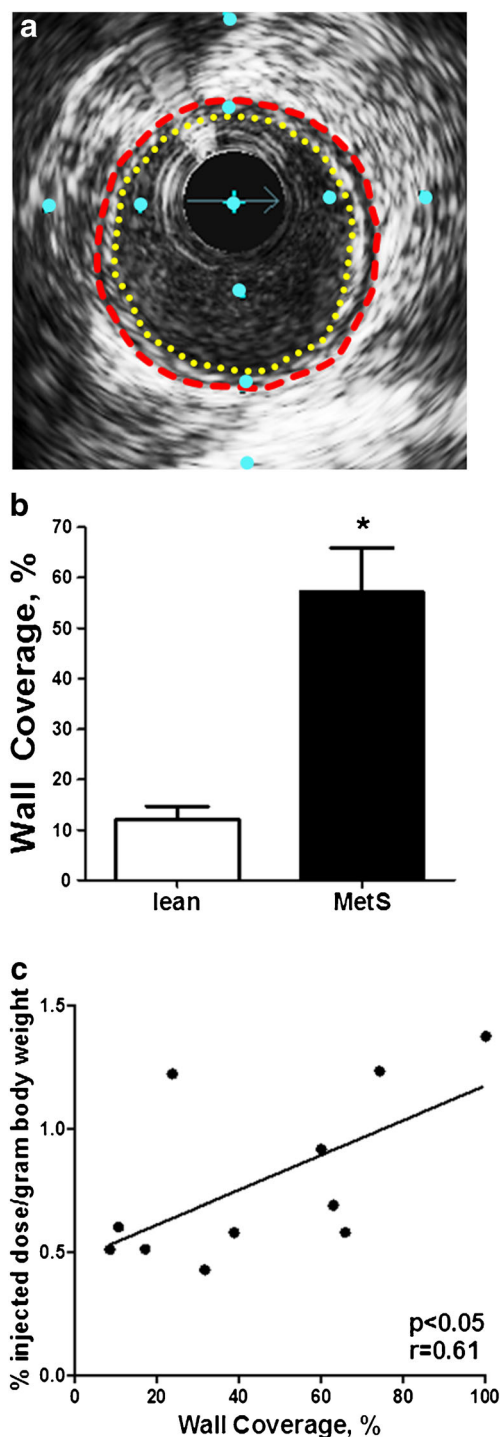 a
b
70
60
50
40
30
20
10
0
Wall Coverage, %
*
lean
MetS
c
1.5
1.0
0.5
0.0
% injected dose/gram body weight
p<0.05
r=0.61
0
20
40
60
80
100
Wall Coverage, %